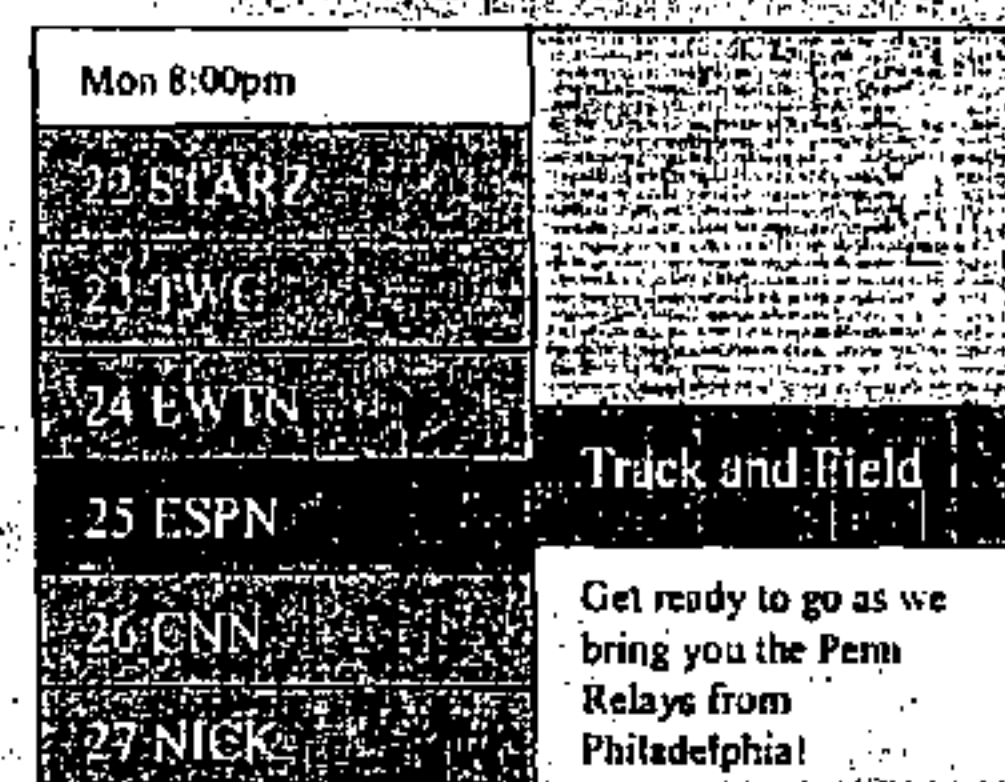 Mon 8:00pm
22 STARZ
23 TWC
24 EWTN
25 ESPN
26 CNN
27 NICK
Track and Field
Get ready to go as we
bring you the Penn
Relays from
Philadelphia!